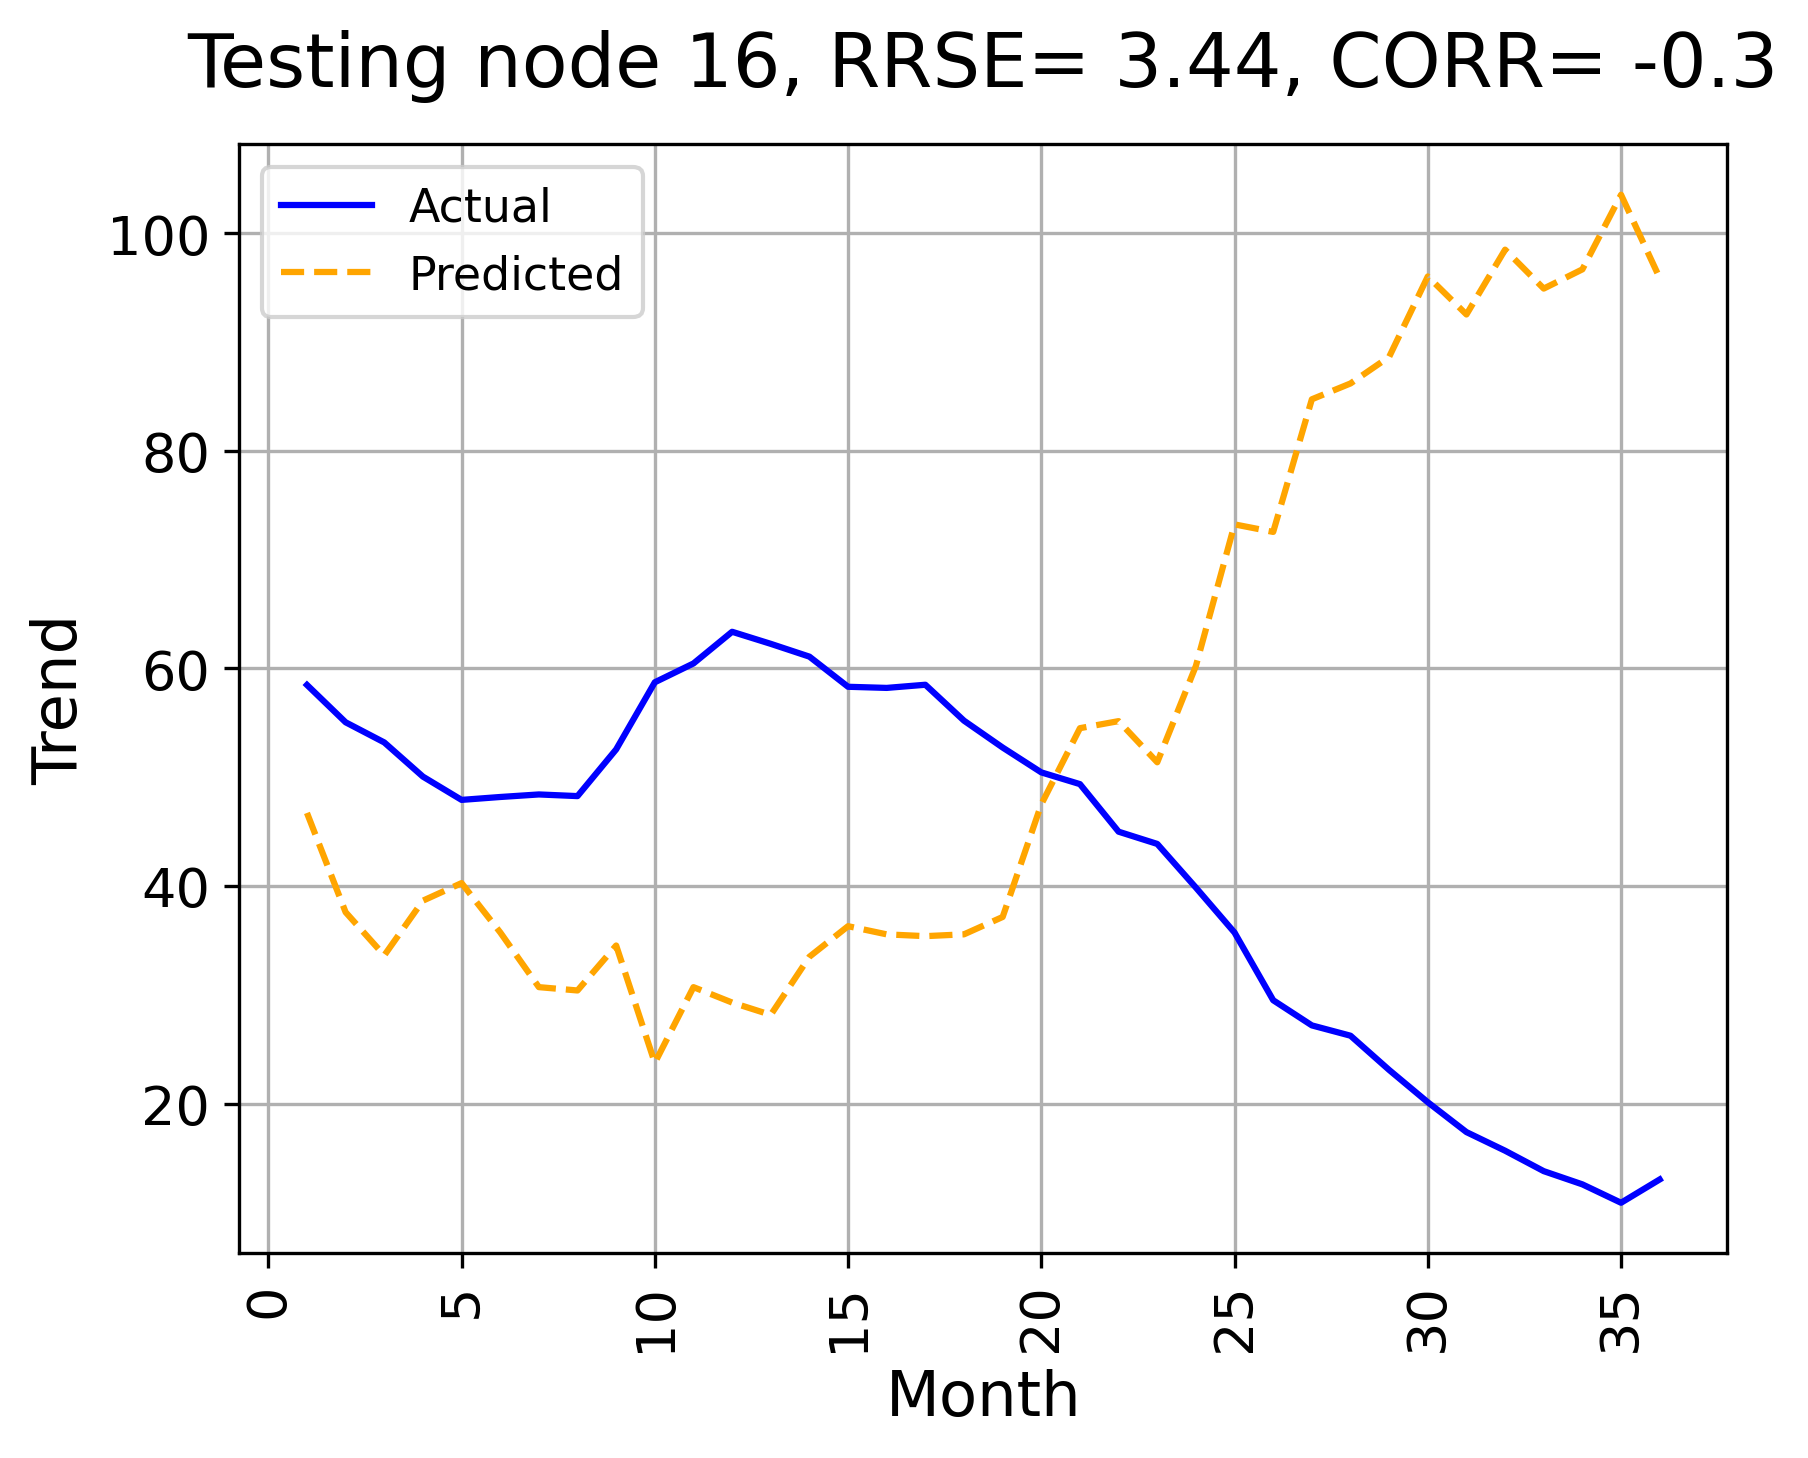 Testing node 16, RRSE= 3.44, CORR= -0.3
Actual
Predicted
100
80
60
40
20
Trend
0 5 10 15 20 25 30 35
Month